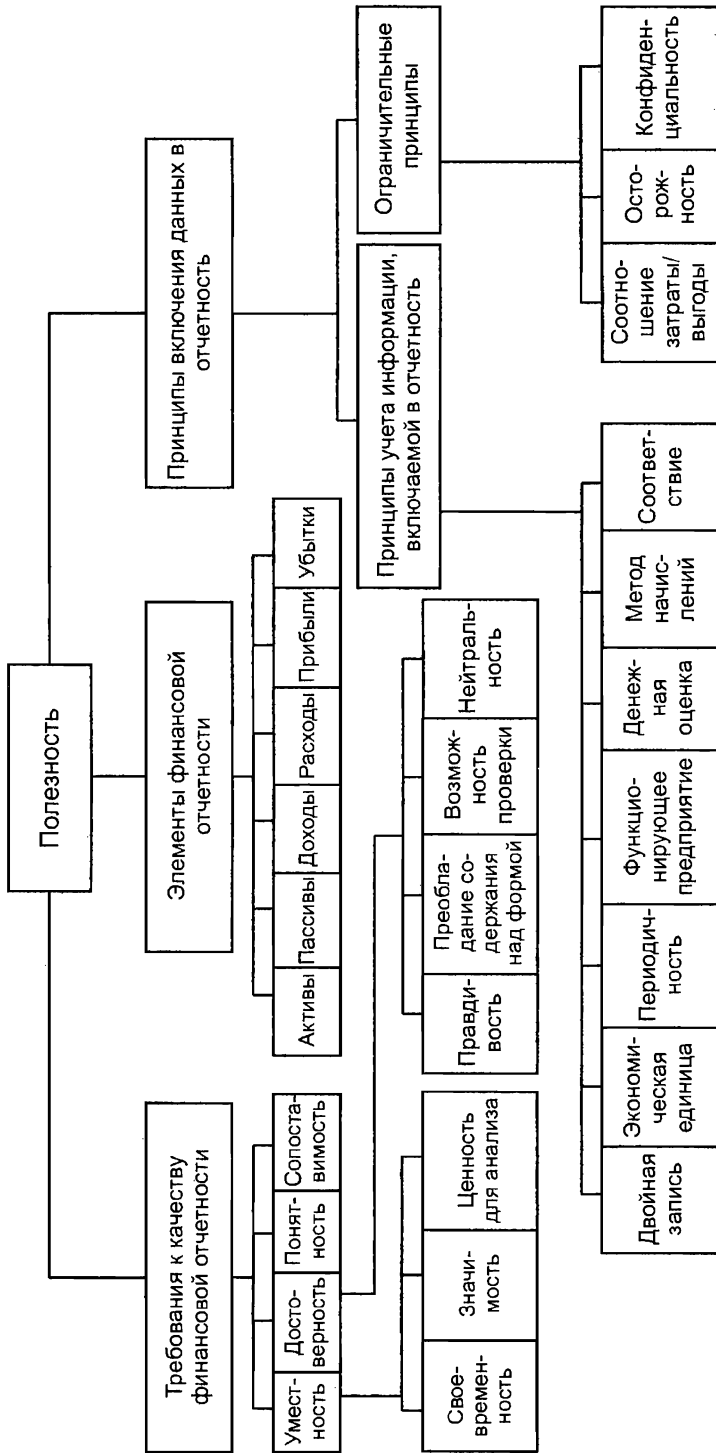 Полезность
Требования к качеству
финансовой отчетности
Элементы финансовой
отчетности
Принципы включения данных в
отчетность
Умест-
ность
Досто-
верность
Понят-
ность
Сопоста-
вимость
Активы
Пассивы
Доходы
Расходы
Прибыли
Убытки
Принципы учета информации,
включаемой в отчетность
Ограничительные
принципы
Свое-
времен-
ность
Значи-
мость
Ценность
для анализа
Правди-
вость
Преобла-
дание со-
держания
над формой
Возмож-
ность
проверки
Нейтраль-
ность
Двойная
запись
Экономи-
ческая
единица
Периодич-
ность
Функцио-
нирующее
предприятие
Денеж-
ная
оценка
Метод
начис-
лений
Соответ-
ствие
Соотно-
шение
затраты/
выгоды
Осто-
рож-
ность
Конфиден-
циальность